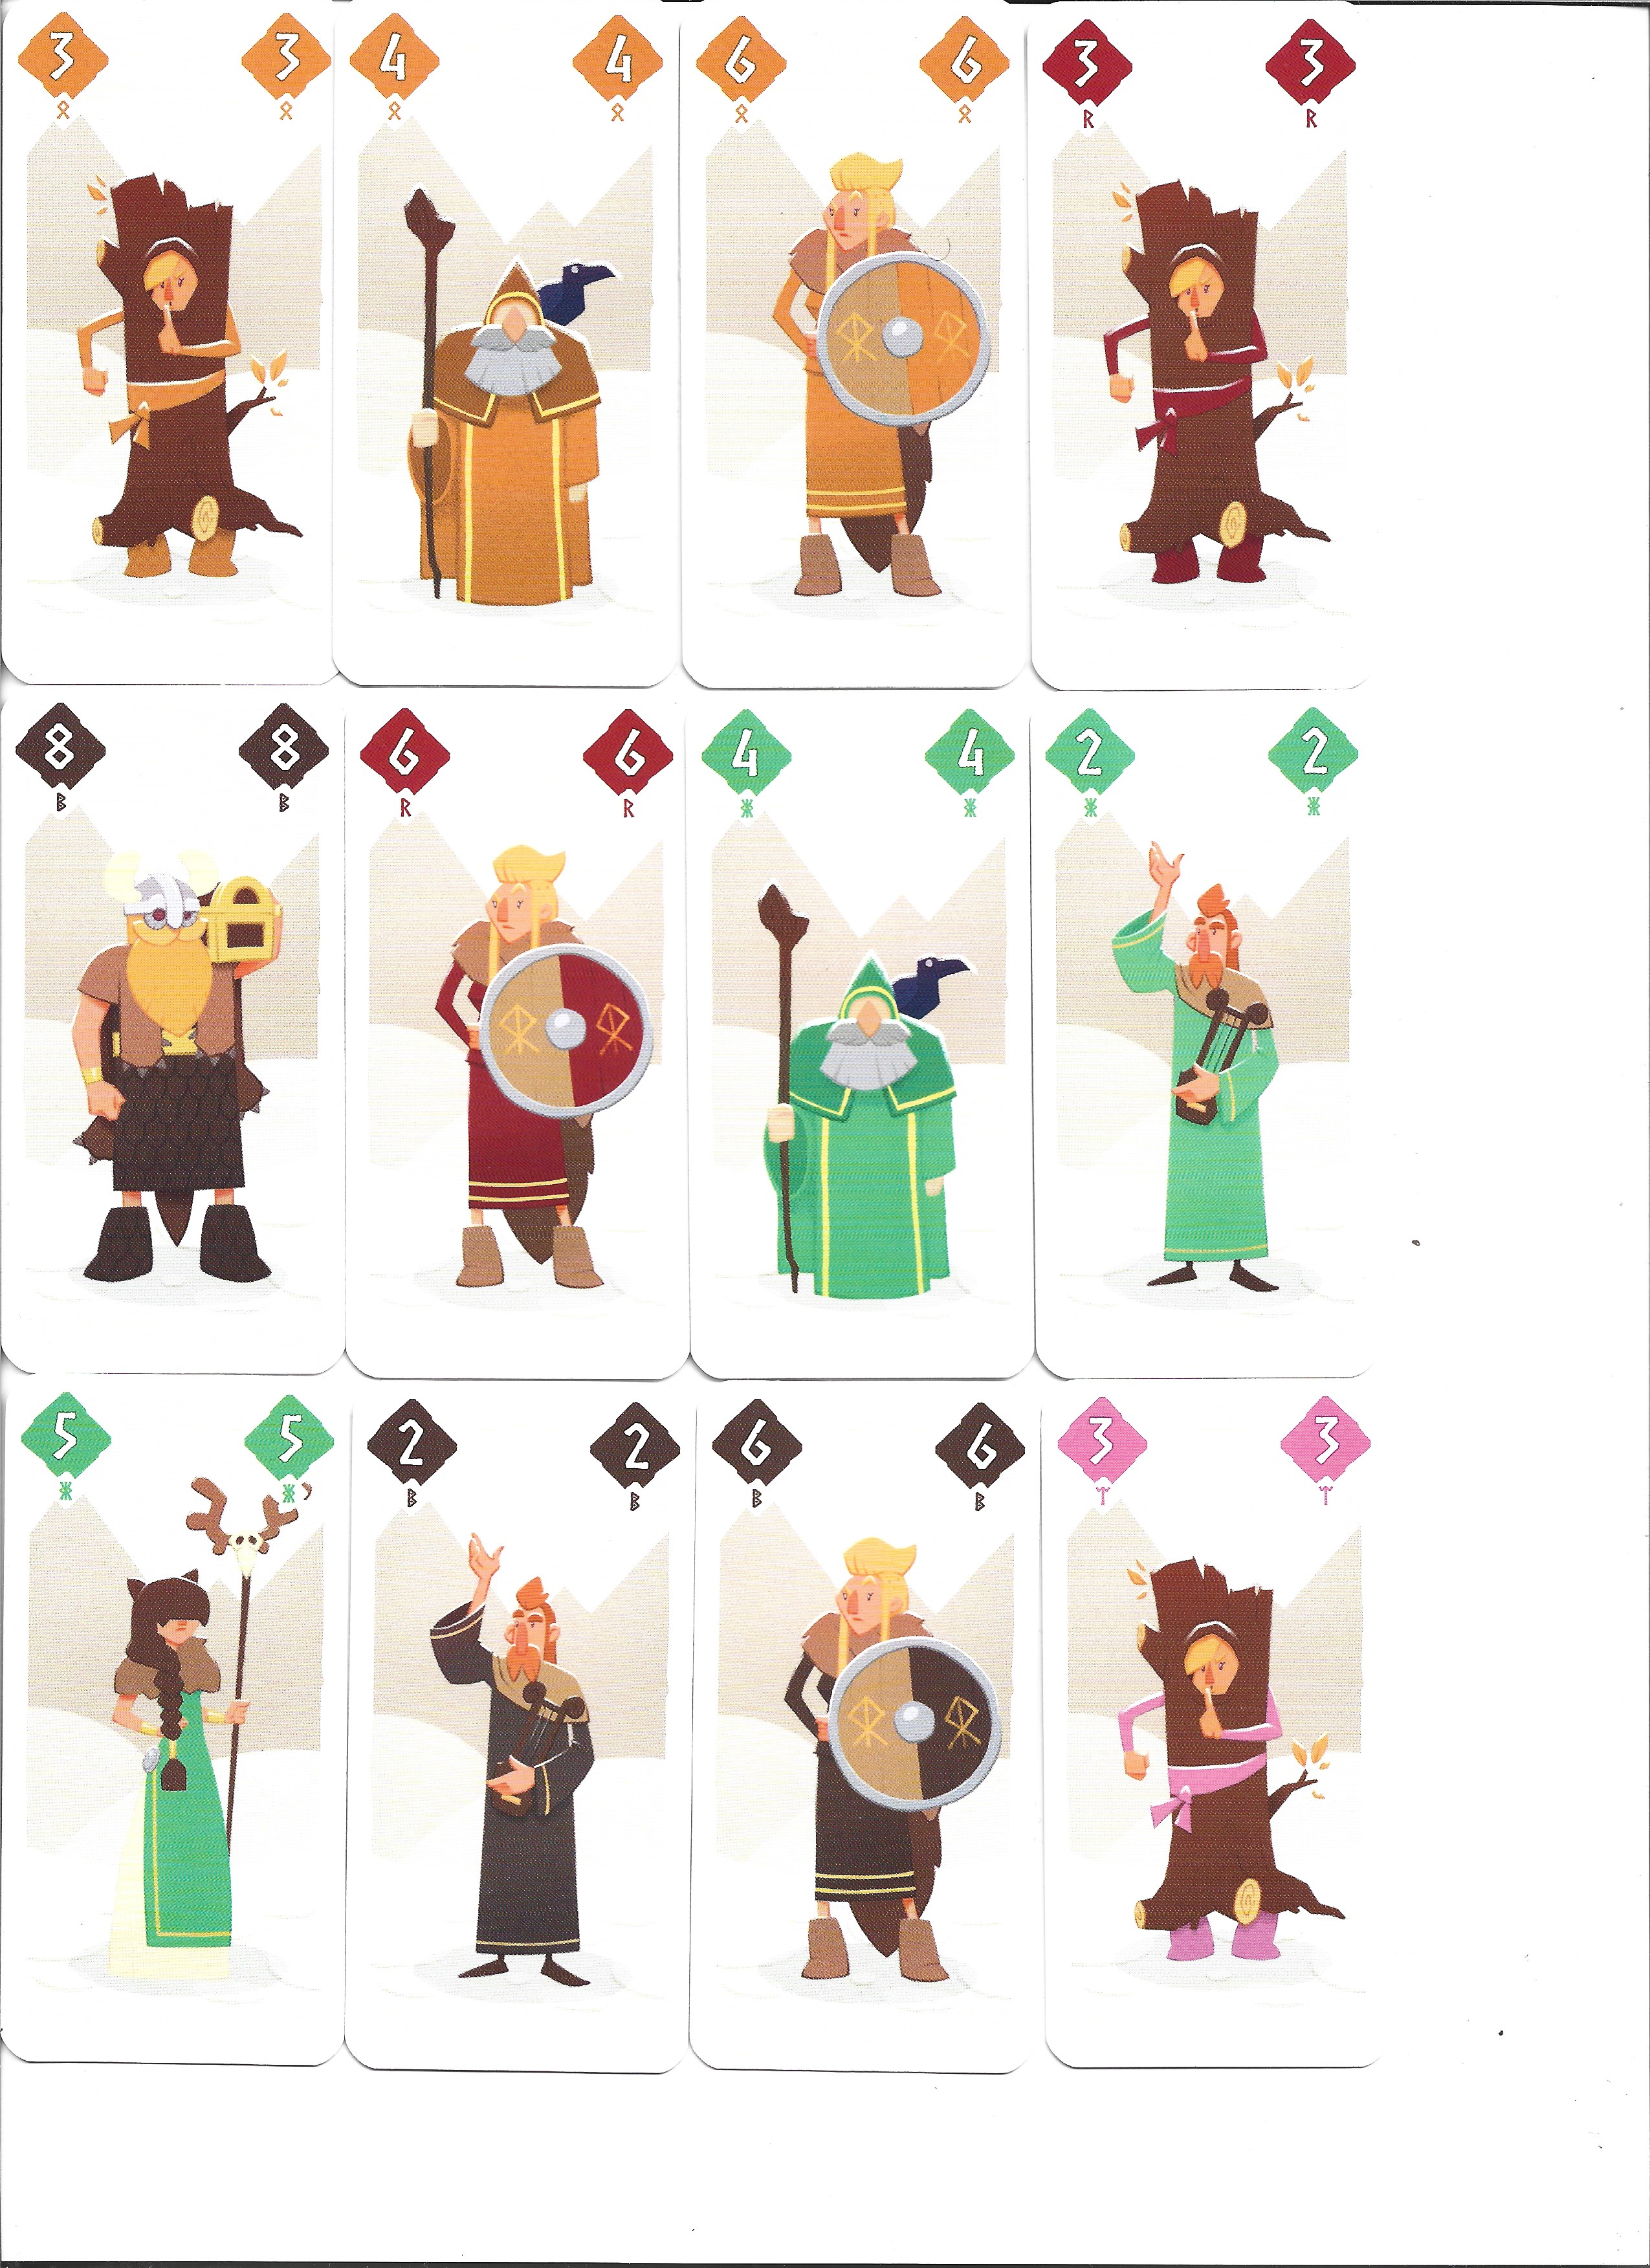 3 3 4 4 6 6 3 3
ᛟ ᛟ ᛟ ᛟ ᛟ ᛟ ᚱ ᚱ
8 8 6 6 4 4 2 2
ᛒ ᛒ ᚱ ᚱ
5 5 2 2 6 6 3 3
ᛒ ᛒ ᛒ ᛒ